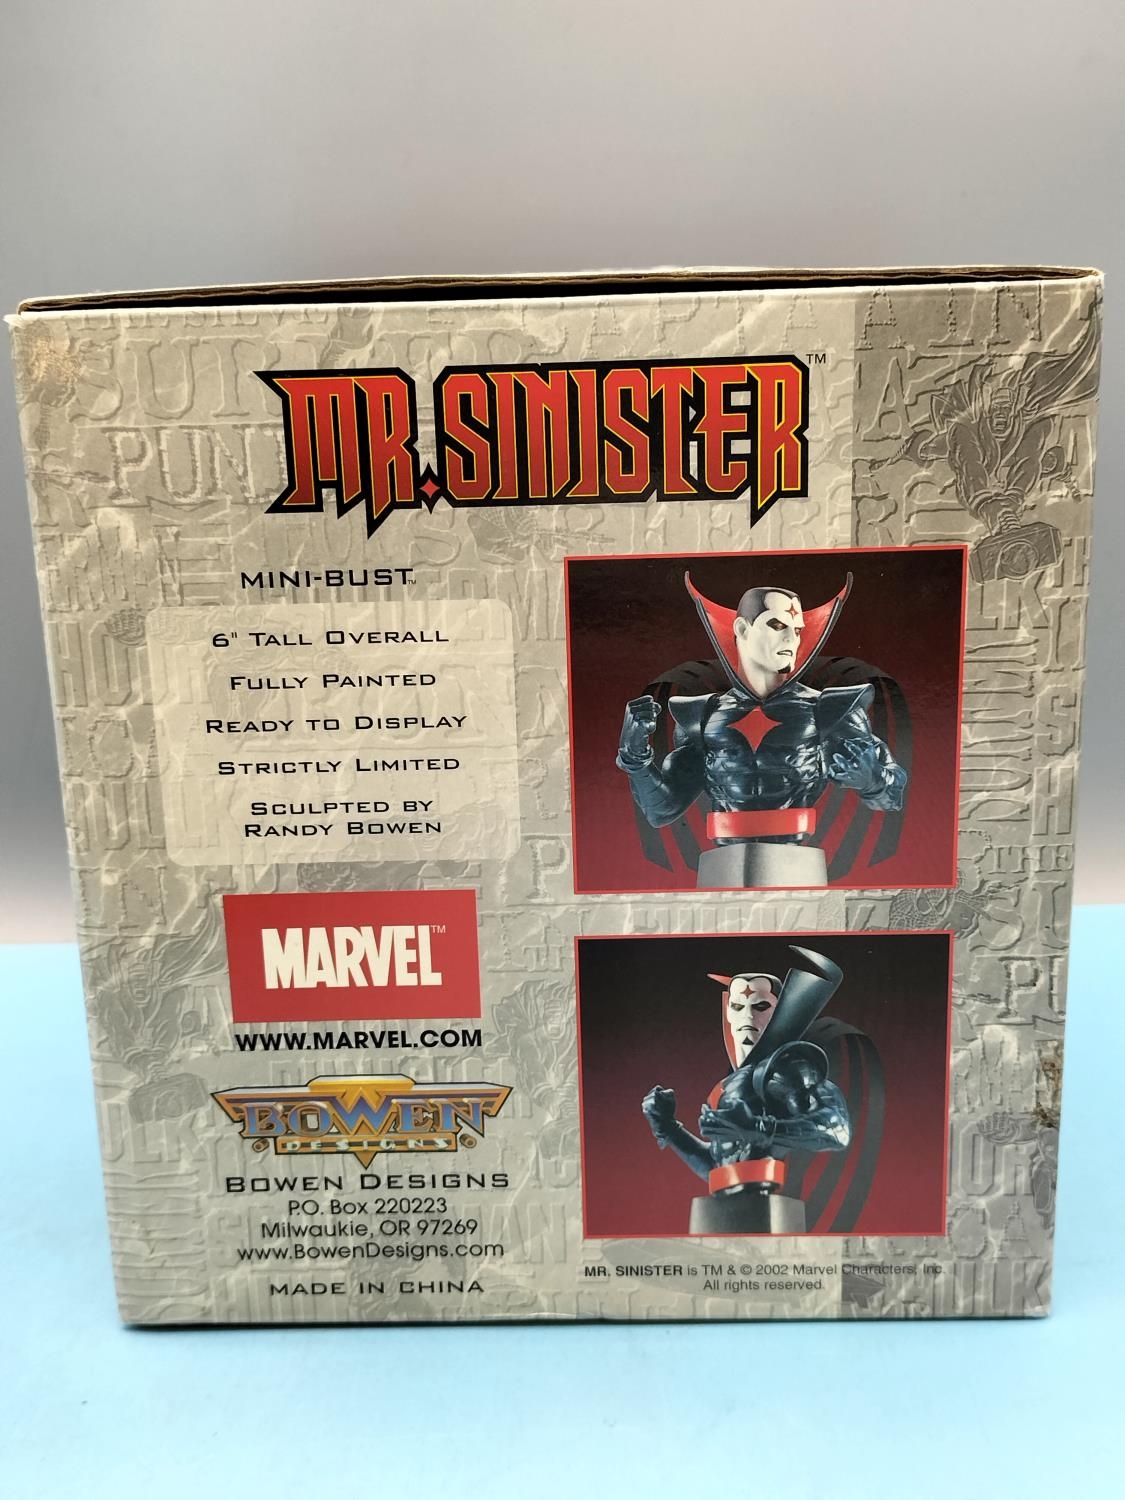 MR. SINISTER™
MINI-BUST™
6" TALL OVERALL
FULLY PAINTED
READY TO DISPLAY
STRICTLY LIMITED
SCULPTED BY
RANDY BOWEN
MARVEL™
WWW.MARVEL.COM
BOWEN
DESIGNS
BOWEN DESIGNS
P.O. Box 220223
Milwaukie, OR 97269
www.BowenDesigns.com
MADE IN CHINA
MR. SINISTER is TM & © 2002 Marvel Characters, Inc.
All rights reserved.